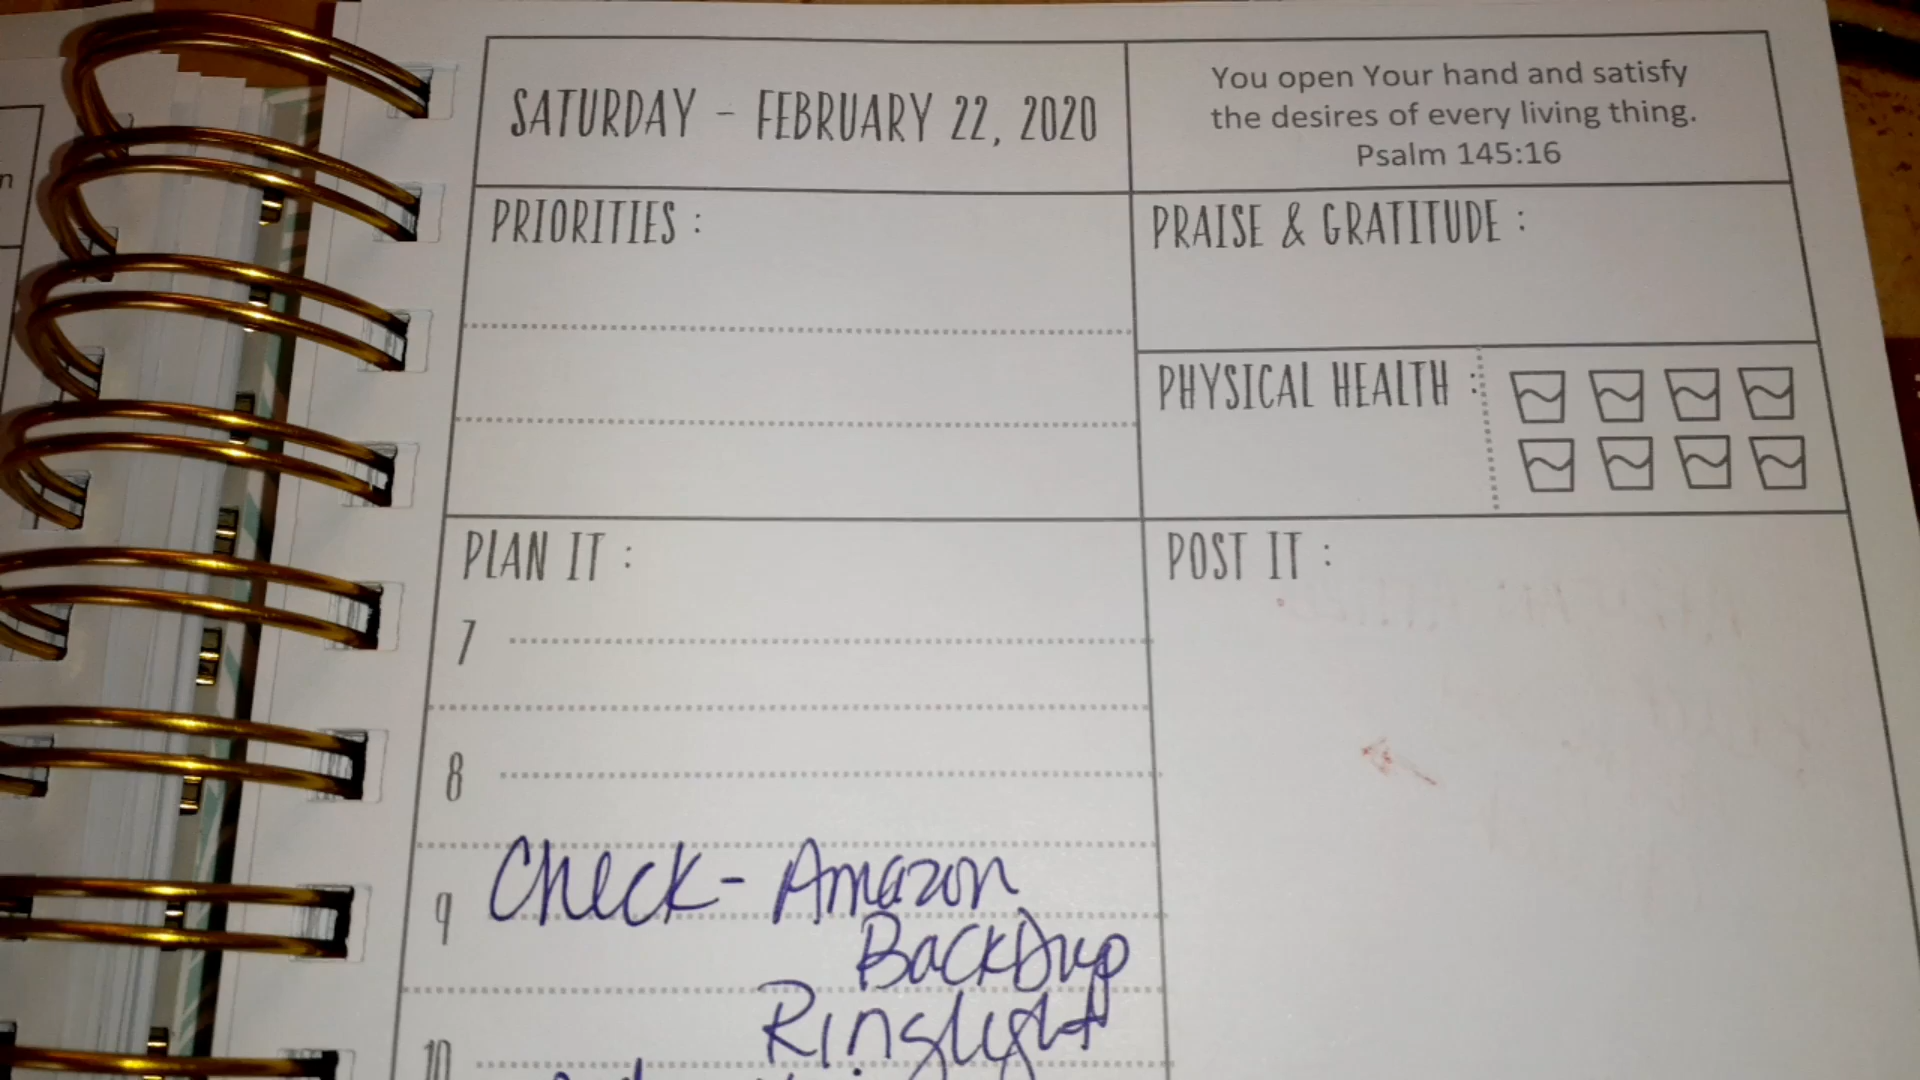 SATURDAY - FEBRUARY 22, 2020
You open Your hand and satisfy
the desires of every living thing.
Psalm 145:16
PRIORITIES :
PRAISE & GRATITUDE :
PHYSICAL HEALTH :
PLAN IT :
POST IT :
7
8
9 Check - Amazon
BackDrop
Ringlight
10